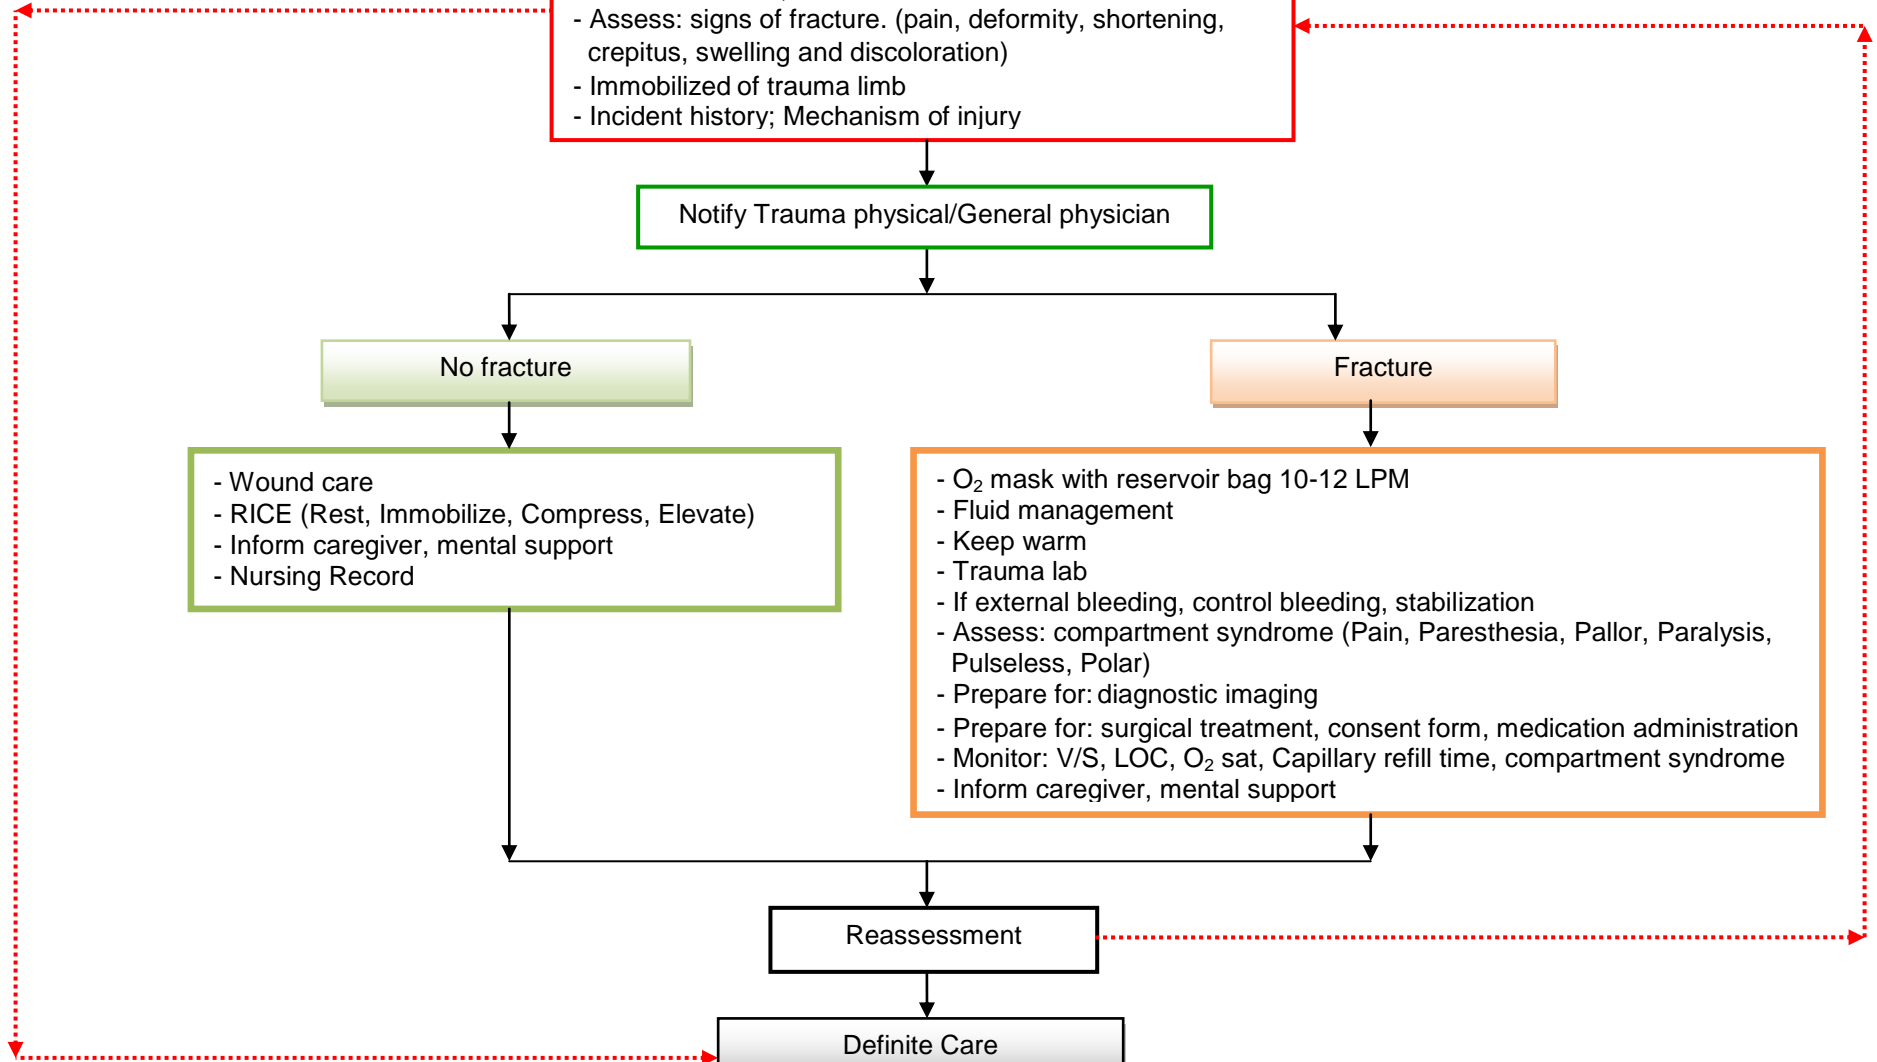 - Assess: signs of fracture. (pain, deformity, shortening,
crepitus, swelling and discoloration)
- Immobilized of trauma limb
- Incident history; Mechanism of injury
Notify Trauma physical/General physician
No fracture
Fracture
- Wound care
- RICE (Rest, Immobilize, Compress, Elevate)
- Inform caregiver, mental support
- Nursing Record
- O₂ mask with reservoir bag 10-12 LPM
- Fluid management
- Keep warm
- Trauma lab
- If external bleeding, control bleeding, stabilization
- Assess: compartment syndrome (Pain, Paresthesia, Pallor, Paralysis,
Pulseless, Polar)
- Prepare for: diagnostic imaging
- Prepare for: surgical treatment, consent form, medication administration
- Monitor: V/S, LOC, O₂ sat, Capillary refill time, compartment syndrome
- Inform caregiver, mental support
Reassessment
Definite Care